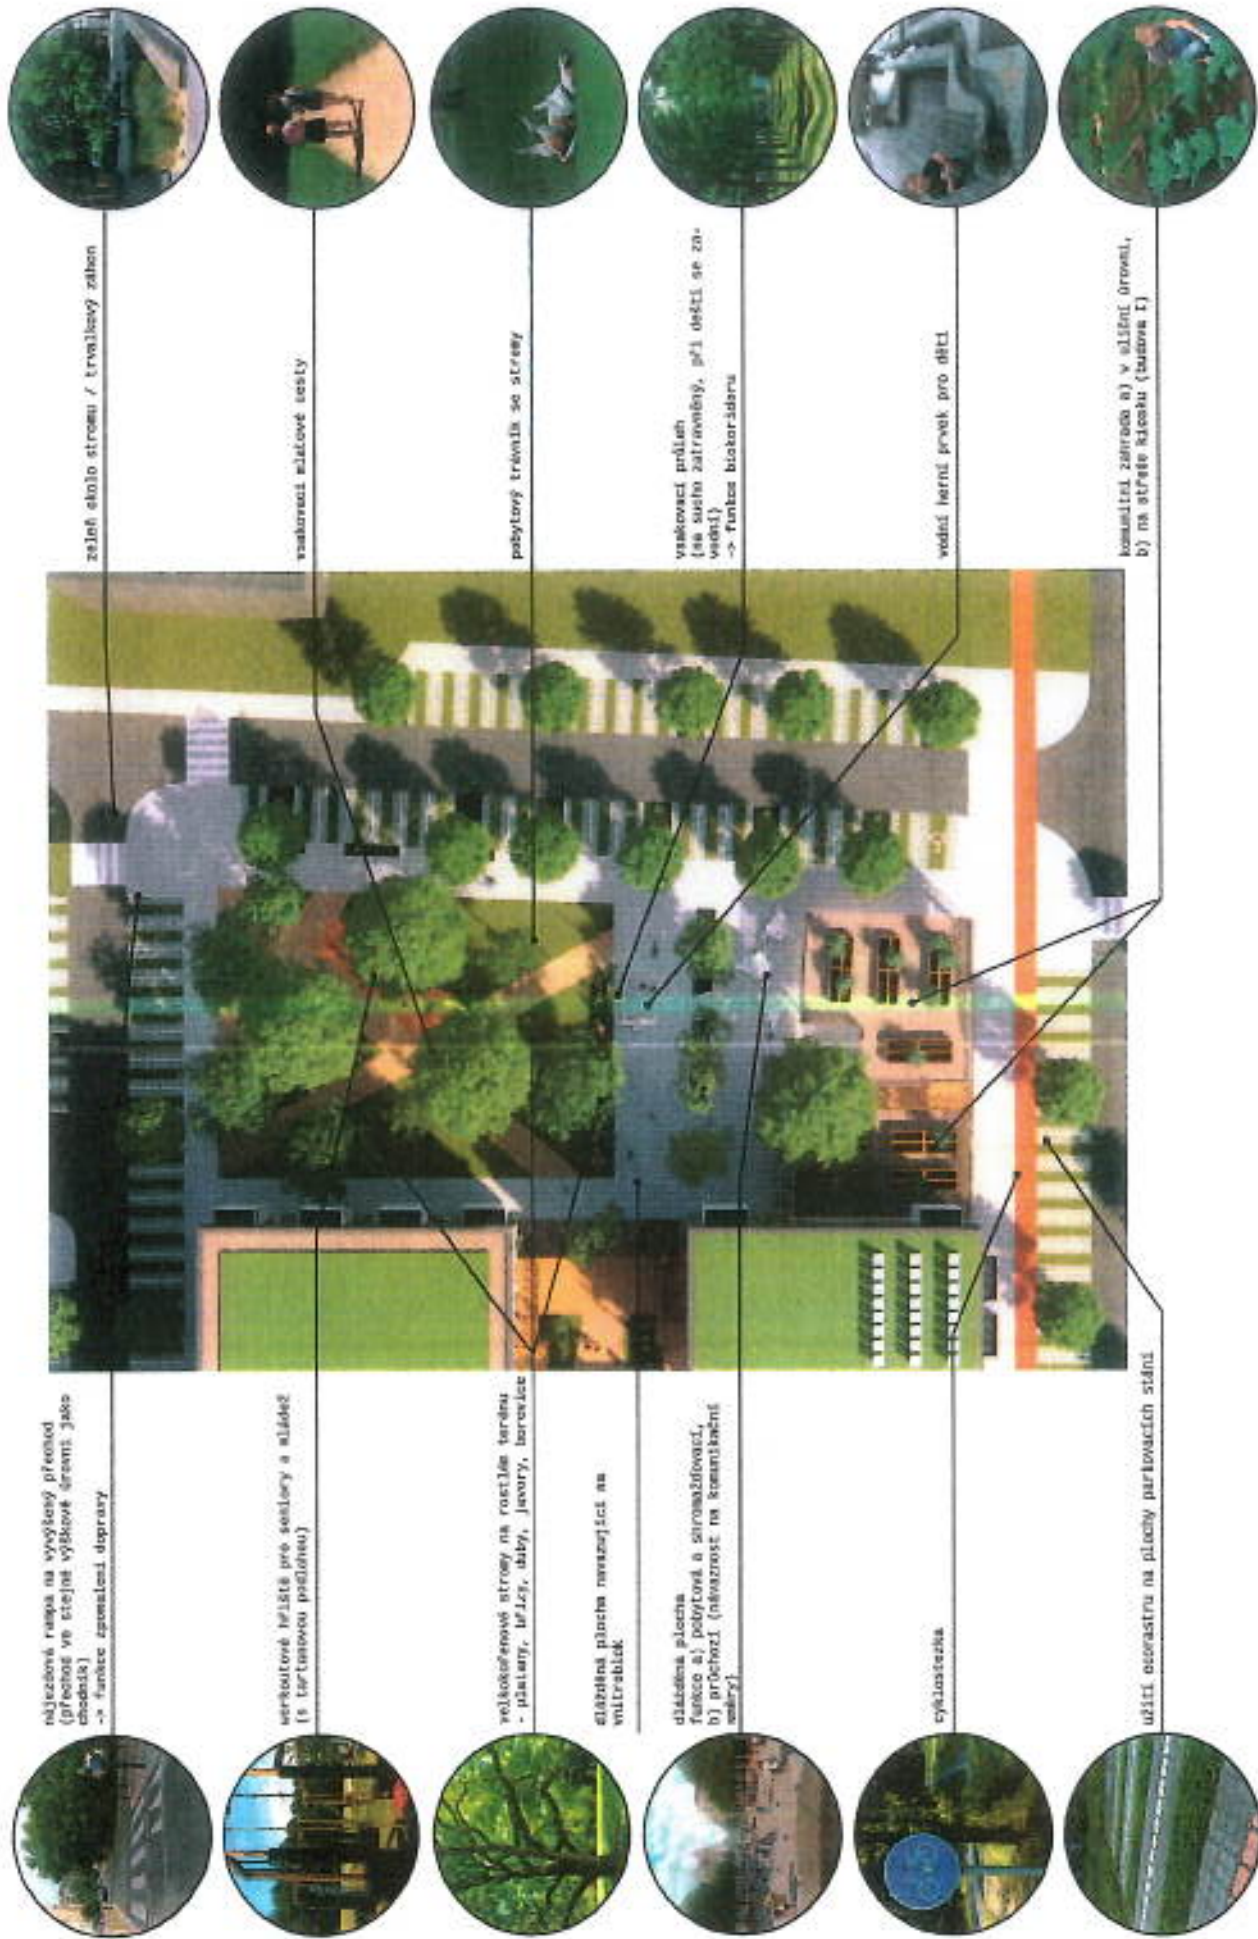 nájezdová rampa na vyvýšený přechod
(přechod ve stejné výškové úrovni jako
chodník)
-> funkce zpomalení dopravy
workoutové hřiště pro seniory a mládež
(s tartanovou podlahou)
velkokořenové stromy na rostlém terénu
- platany, břízy, duby, javory, borovice
dlážděná plocha navazující na
vnitroblok
dlážděná plocha
funkce a) pobytová a shromažďovací,
b) průchozí (návaznost na komunikační
směry)
cyklostezka
užití ecorastru na plochy parkovacích stání
zeleň okolo stromu / trvalkový záhon
vsakovací mlatové cesty
pobytový trávník se stromy
vsakovací průleh
(na sucho zatravněný, při dešti se za-
vodní)
-> funkce biokoridoru
vodní herní prvek pro děti
komunitní zahrada a) v uliční úrovni,
b) na střeše kiosku (budova I)